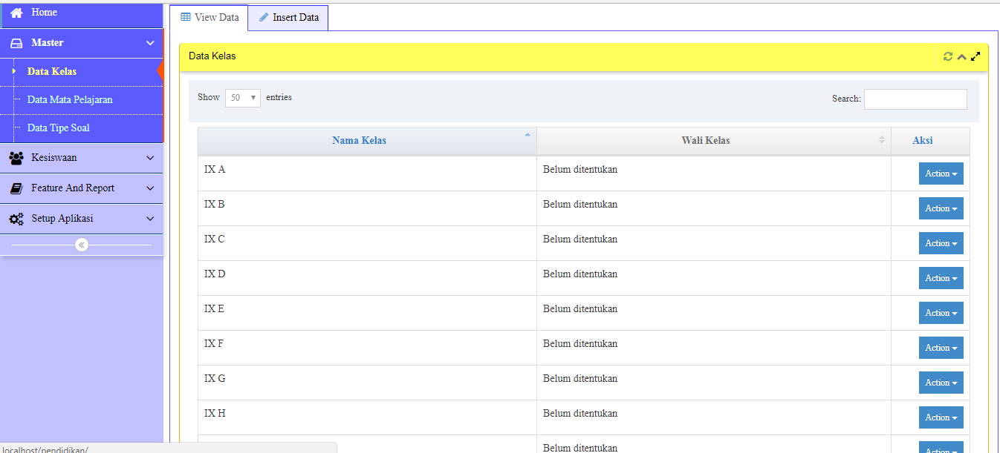 Home
Master
Data Kelas
Data Mata Pelajaran
Data Tipe Soal
Kesiswaan
Feature And Report
Setup Aplikasi
View Data
Insert Data
Data Kelas
Show 50 entries
Search:
Nama Kelas Wali Kelas Aksi
IX A Belum ditentukan Action
IX B Belum ditentukan Action
IX C Belum ditentukan Action
IX D Belum ditentukan Action
IX E Belum ditentukan Action
IX F Belum ditentukan Action
IX G Belum ditentukan Action
IX H Belum ditentukan Action
Belum ditentukan Action
localhost/pendidikan/